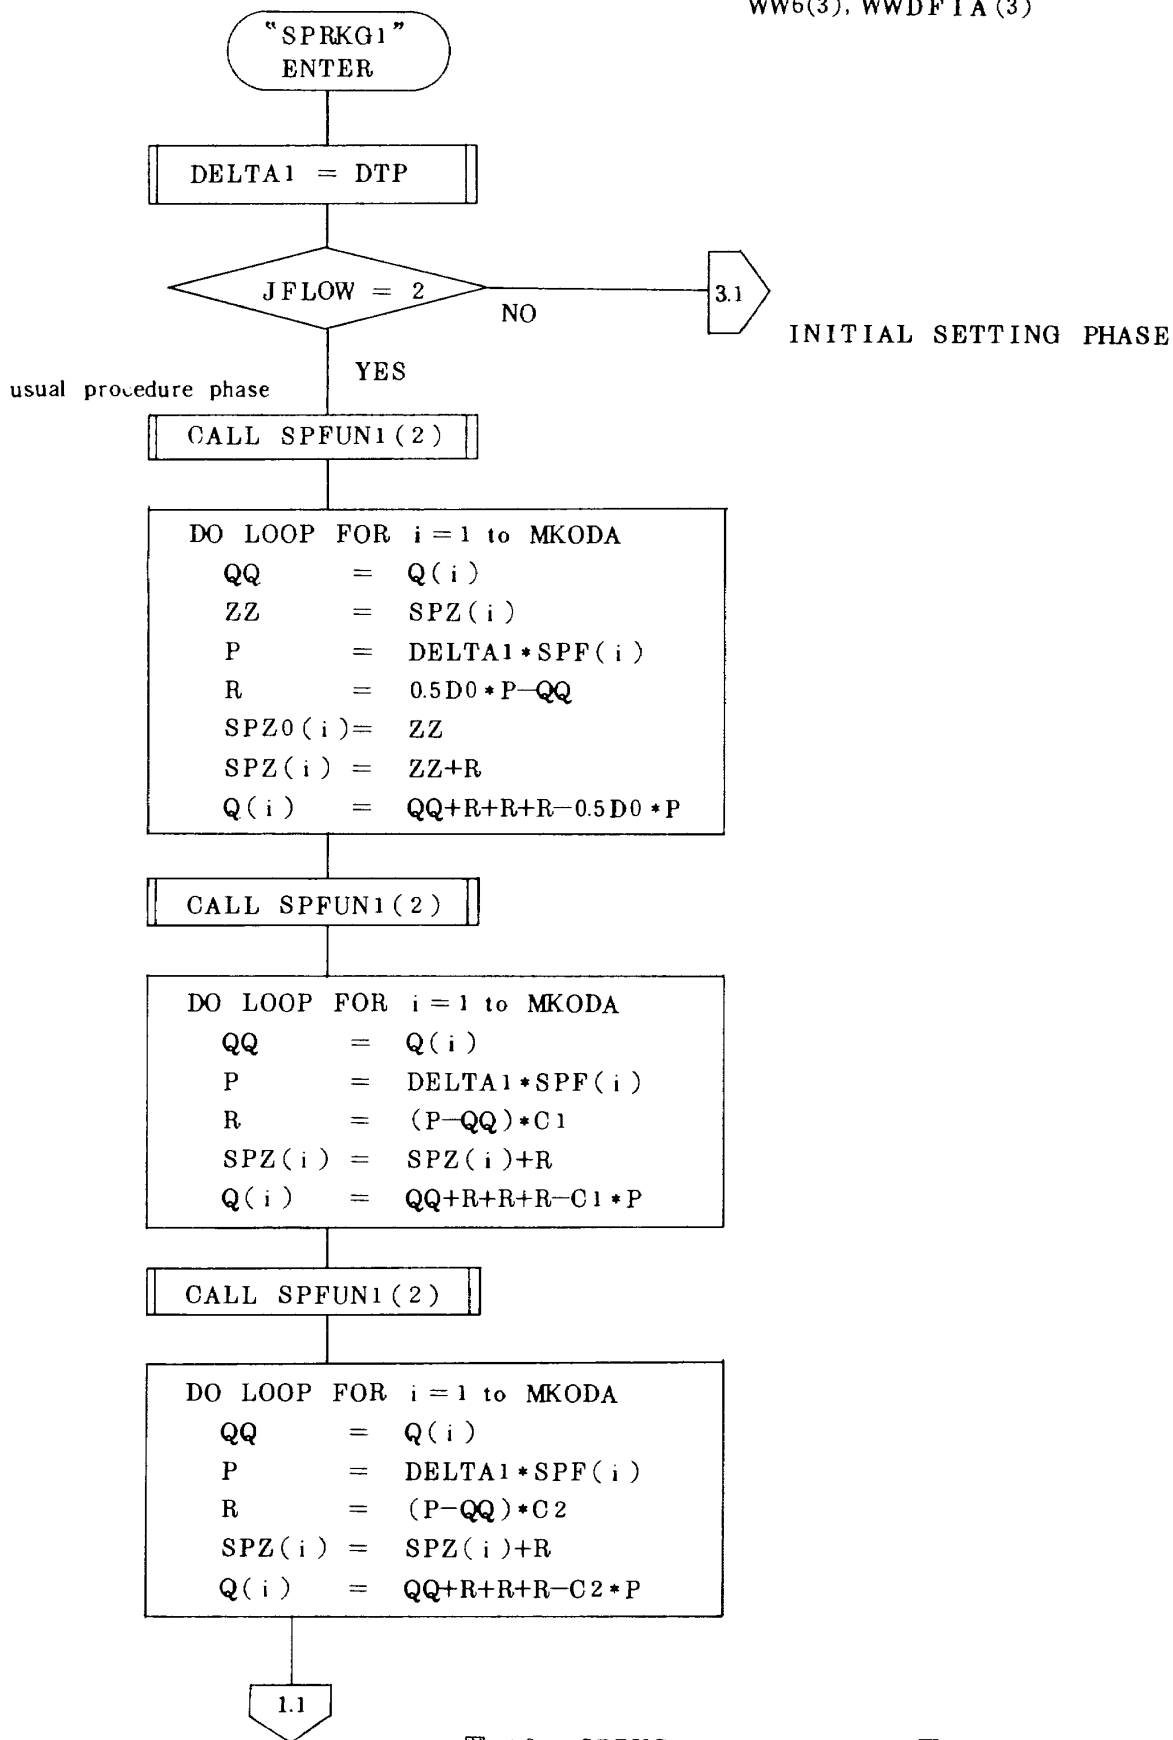 WW6(3), WWDFIA(3)
"SPRKG1"
ENTER
DELTA1 = DTP
JFLOW = 2
3.1
NO
INITIAL SETTING PHASE
YES
usual procedure phase
CALL SPFUN1(2)
DO LOOP FOR i = 1 to MKODA
QQ = Q(i)
ZZ = SPZ(i)
P = DELTA1*SPF(i)
R = 0.5D0*P-QQ
SPZ0(i)= ZZ
SPZ(i) = ZZ+R
Q(i) = QQ+R+R+R-0.5D0*P
CALL SPFUN1(2)
DO LOOP FOR i = 1 to MKODA
QQ = Q(i)
P = DELTA1*SPF(i)
R = (P-QQ)*C1
SPZ(i) = SPZ(i)+R
Q(i) = QQ+R+R+R-C1*P
CALL SPFUN1(2)
DO LOOP FOR i = 1 to MKODA
QQ = Q(i)
P = DELTA1*SPF(i)
R = (P-QQ)*C2
SPZ(i) = SPZ(i)+R
Q(i) = QQ+R+R+R-C2*P
1.1